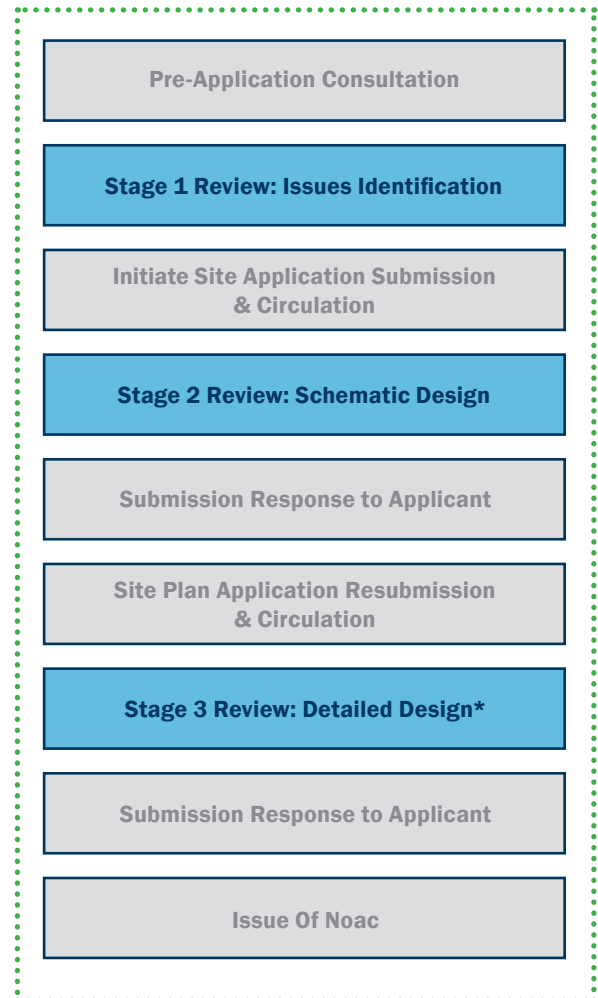 Pre-Application Consultation
Stage 1 Review: Issues Identification
Initiate Site Application Submission
& Circulation
Stage 2 Review: Schematic Design
Submission Response to Applicant
Site Plan Application Resubmission
& Circulation
Stage 3 Review: Detailed Design*
Submission Response to Applicant
Issue Of Noac